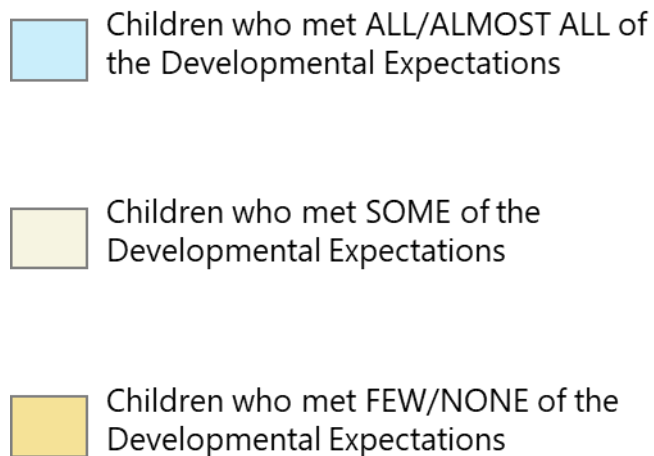 Children who met ALL/ALMOST ALL of
the Developmental Expectations
Children who met SOME of the
Developmental Expectations
Children who met FEW/NONE of the
Developmental Expectations